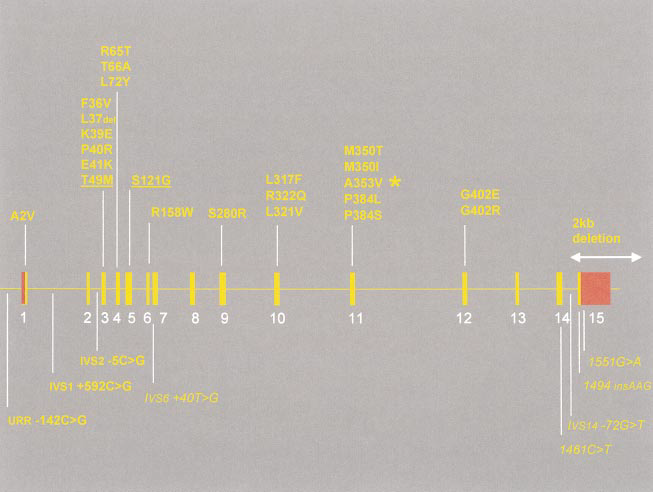 R65T
T66A
L72Y
F36V
L37del
K39E
P40R
E41K
T49M
S121G
A2V
R158W
S280R
L317F
R322Q
L321V
M350T
M350I
A353V *
P384L
P384S
G402E
G402R
2kb
deletion
1 2 3 4 5 6 7 8 9 10 11 12 13 14 15
IVS2 -5C>G
IVS1 +592C>G
IVS6 +40T>G
URR -142C>G
1551G>A
1494 insAAG
IVS14 -72G>T
1461C>T